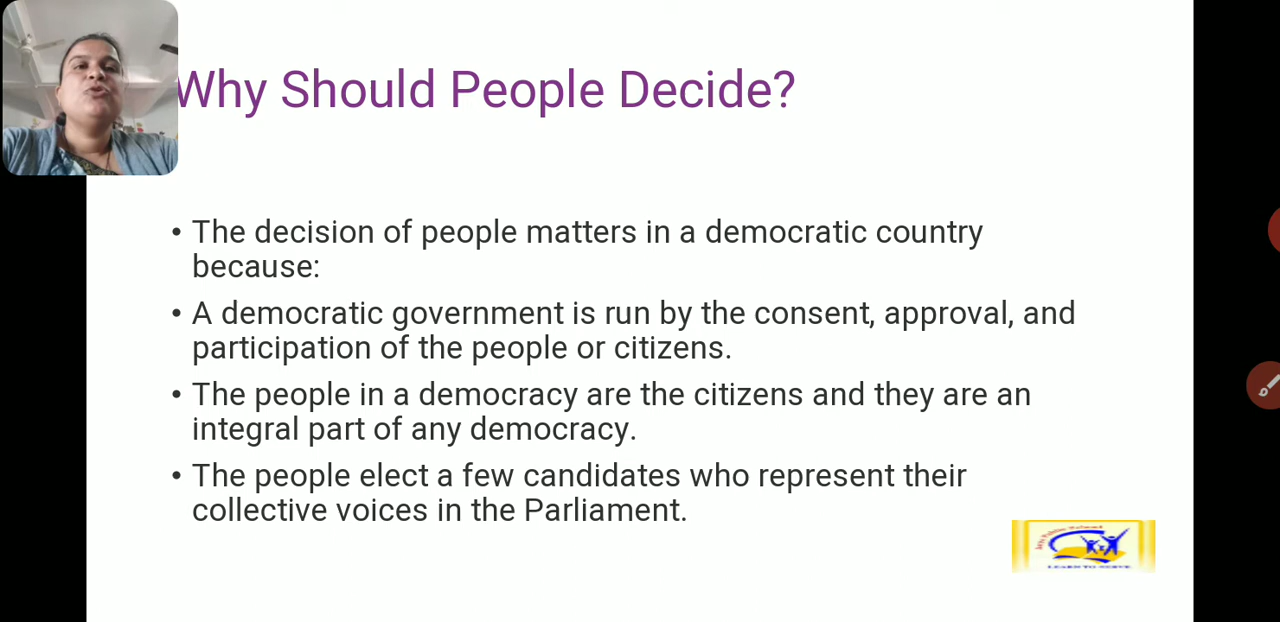 Why Should People Decide?
• The decision of people matters in a democratic country
because:
• A democratic government is run by the consent, approval, and
participation of the people or citizens.
• The people in a democracy are the citizens and they are an
integral part of any democracy.
• The people elect a few candidates who represent their
collective voices in the Parliament.
LEARN TO SERVE